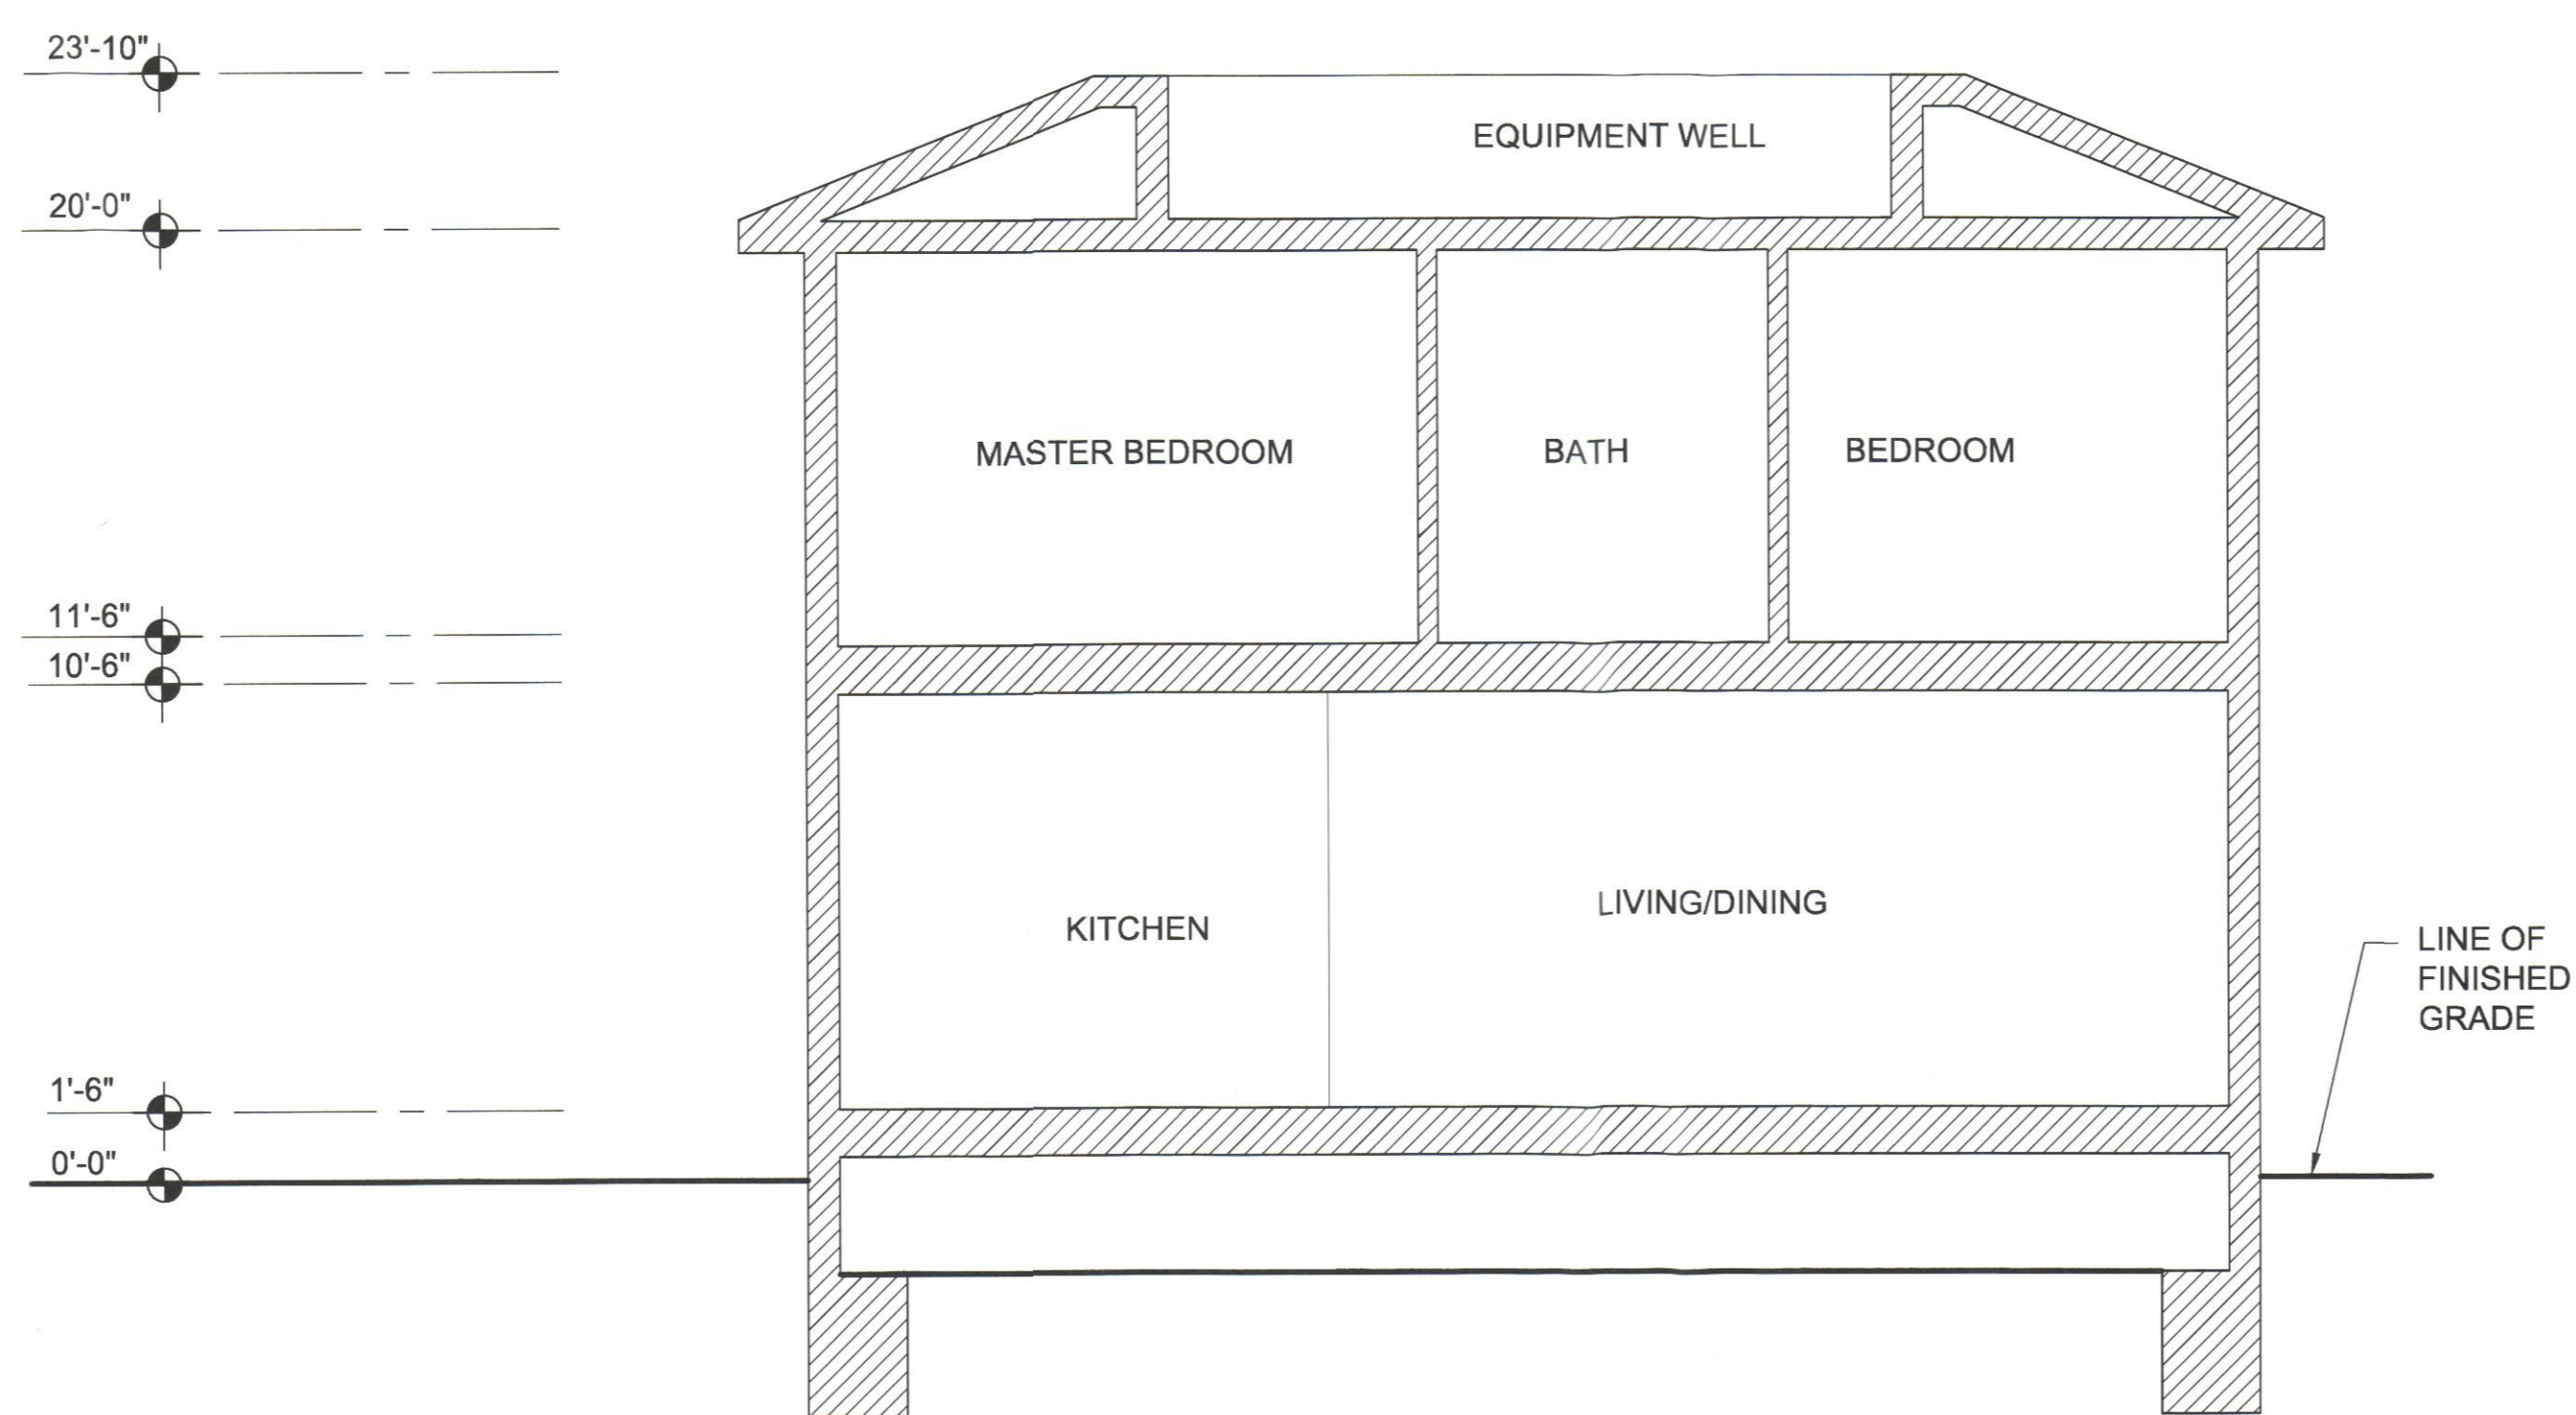 23'-10"
EQUIPMENT WELL
20'-0"
MASTER BEDROOM
BATH
BEDROOM
11'-6"
10'-6"
KITCHEN
LIVING/DINING
LINE OF
FINISHED
GRADE
1'-6"
0'-0"